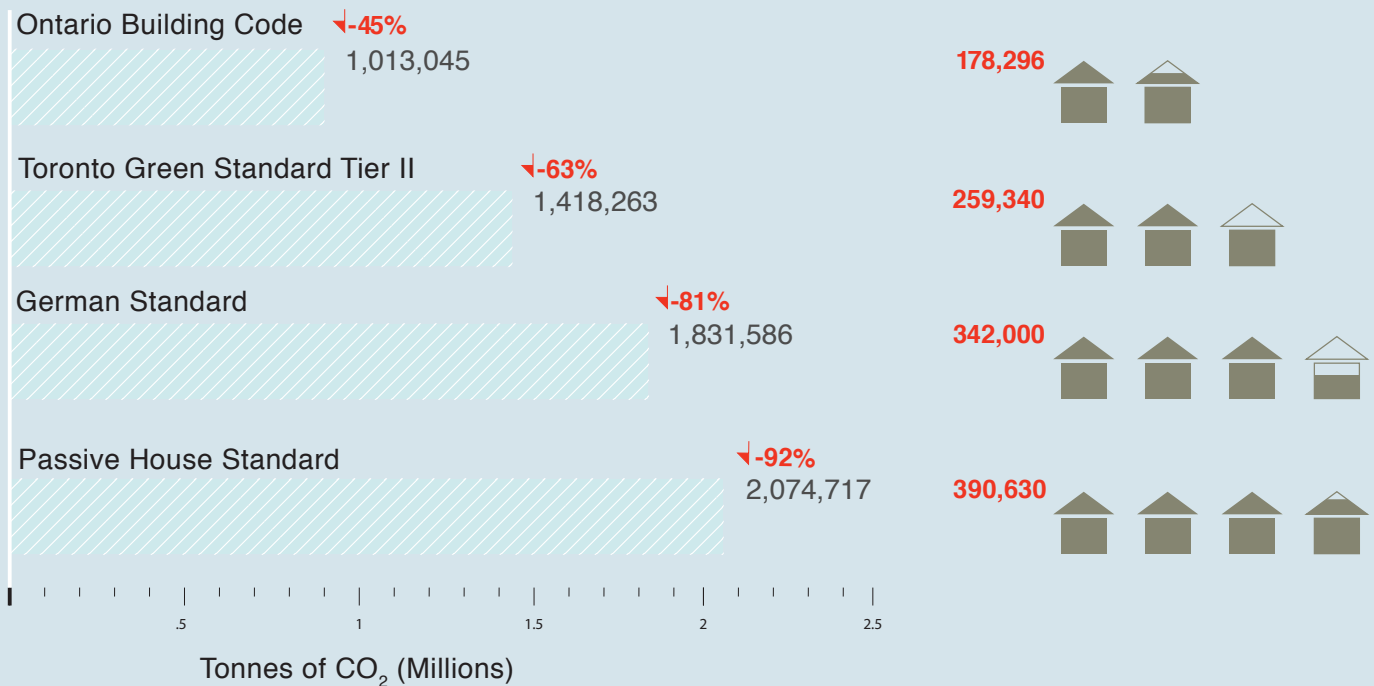 Ontario Building Code
-45%
1,013,045
178,296
Toronto Green Standard Tier II
-63%
1,418,263
259,340
German Standard
-81%
1,831,586
342,000
Passive House Standard
-92%
2,074,717
390,630
.5 1 1.5 2 2.5
Tonnes of CO₂ (Millions)